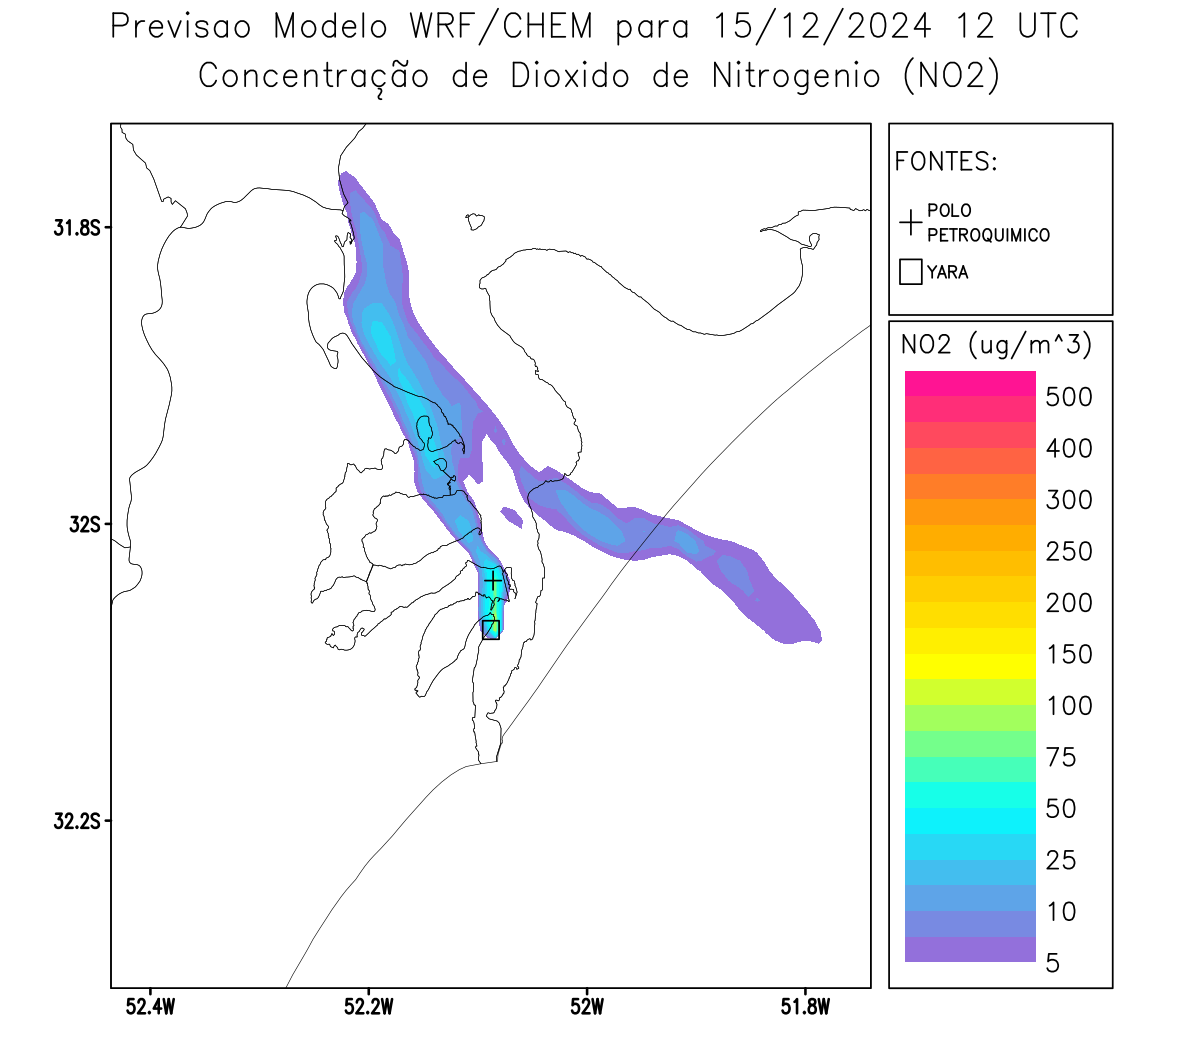 Previsao Modelo WRF/CHEM para 15/12/2024 12 UTC
Concentração de Dioxido de Nitrogenio (NO2)
FONTES:
POLO
PETROQUIMICO
YARA
NO2 (ug/m^3)
500
400
300
250
200
150
100
75
50
25
10
5
31.8S
32S
32.2S
52.4W
52.2W
52W
51.8W